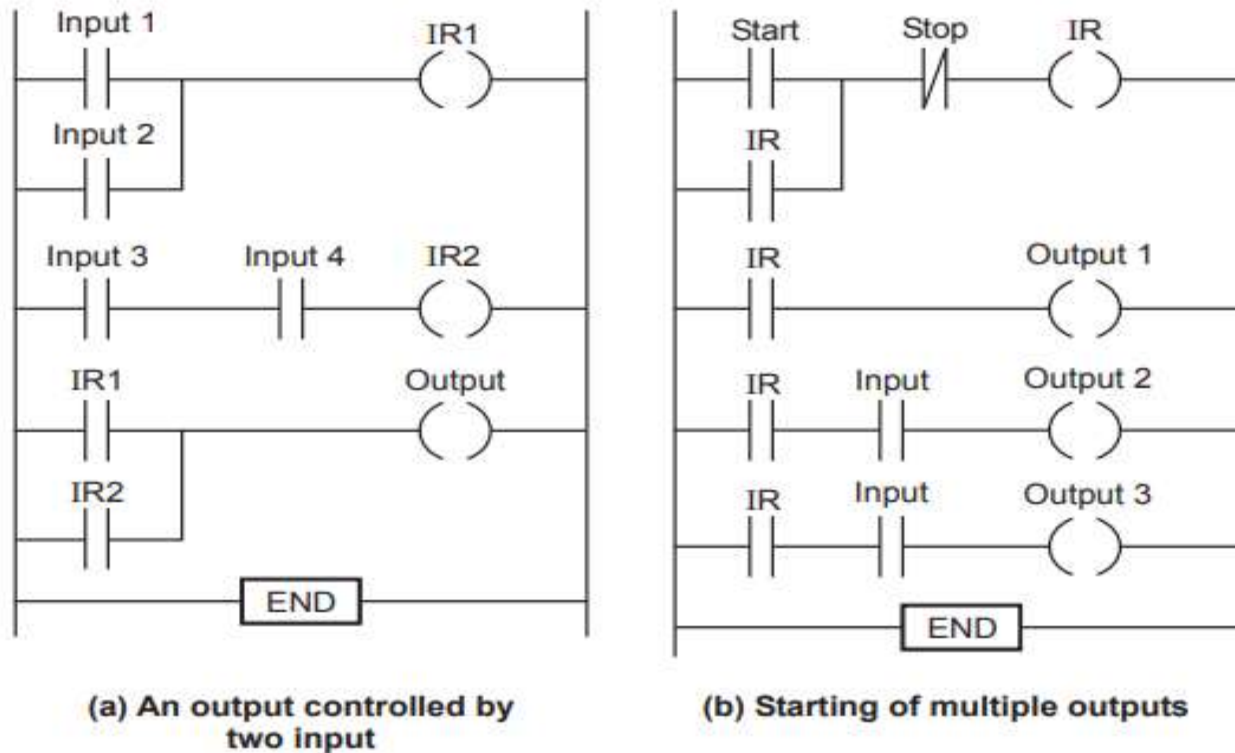 Input 1
IR1
Input 2
Input 3
Input 4
IR2
IR1
Output
IR2
END
(a) An output controlled by
two input
Start
Stop
IR
IR
IR
Output 1
IR
Input
Output 2
IR
Input
Output 3
END
(b) Starting of multiple outputs